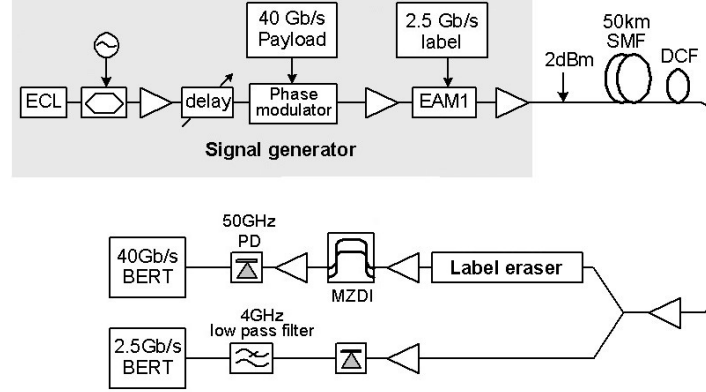 40 Gb/s
Payload
2.5 Gb/s
label
50km
SMF
DCF
2dBm
ECL
delay
Phase
modulator
EAM1
Signal generator
50GHz
PD
40Gb/s
BERT
MZDI
Label eraser
4GHz
low pass filter
2.5Gb/s
BERT